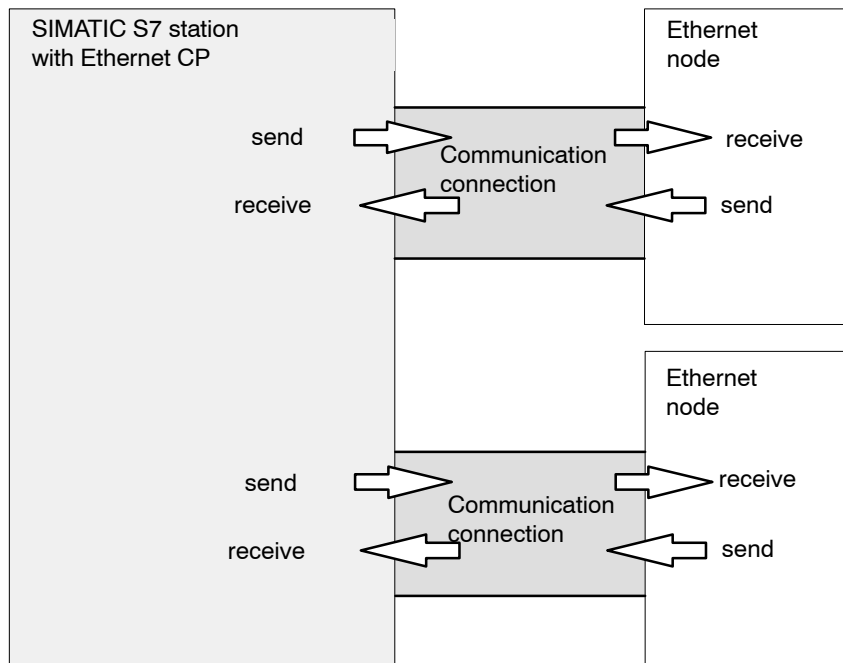 SIMATIC S7 station
with Ethernet CP
Ethernet
node
send
Communication
connection
receive
receive
send
Ethernet
node
send
Communication
connection
receive
receive
send